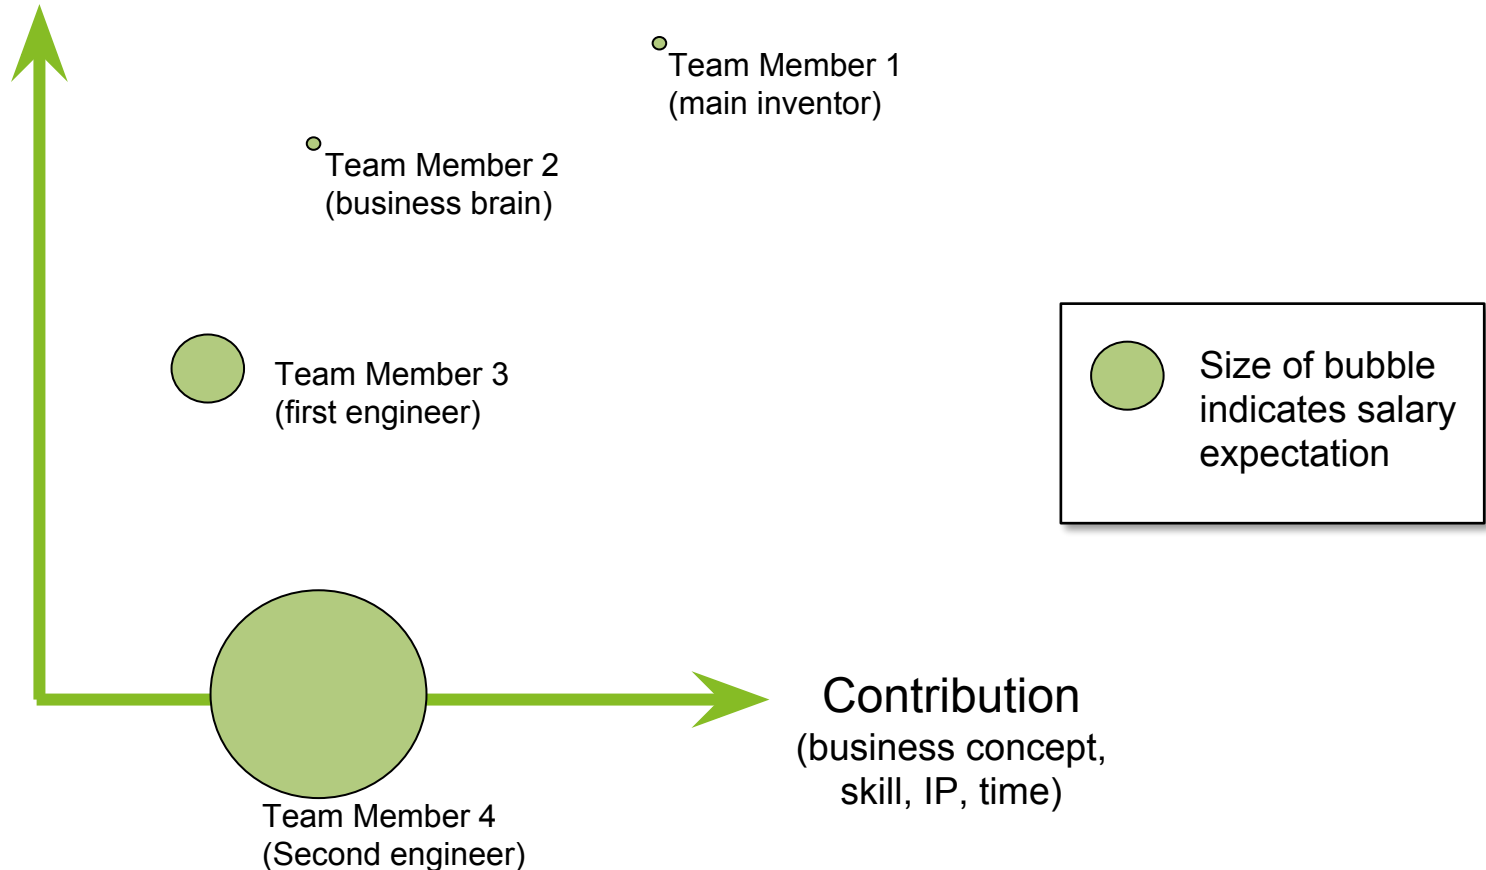 Team Member 1
(main inventor)
Team Member 2
(business brain)
Team Member 3
(first engineer)
Size of bubble
indicates salary
expectation
Contribution
(business concept,
skill, IP, time)
Team Member 4
(Second engineer)